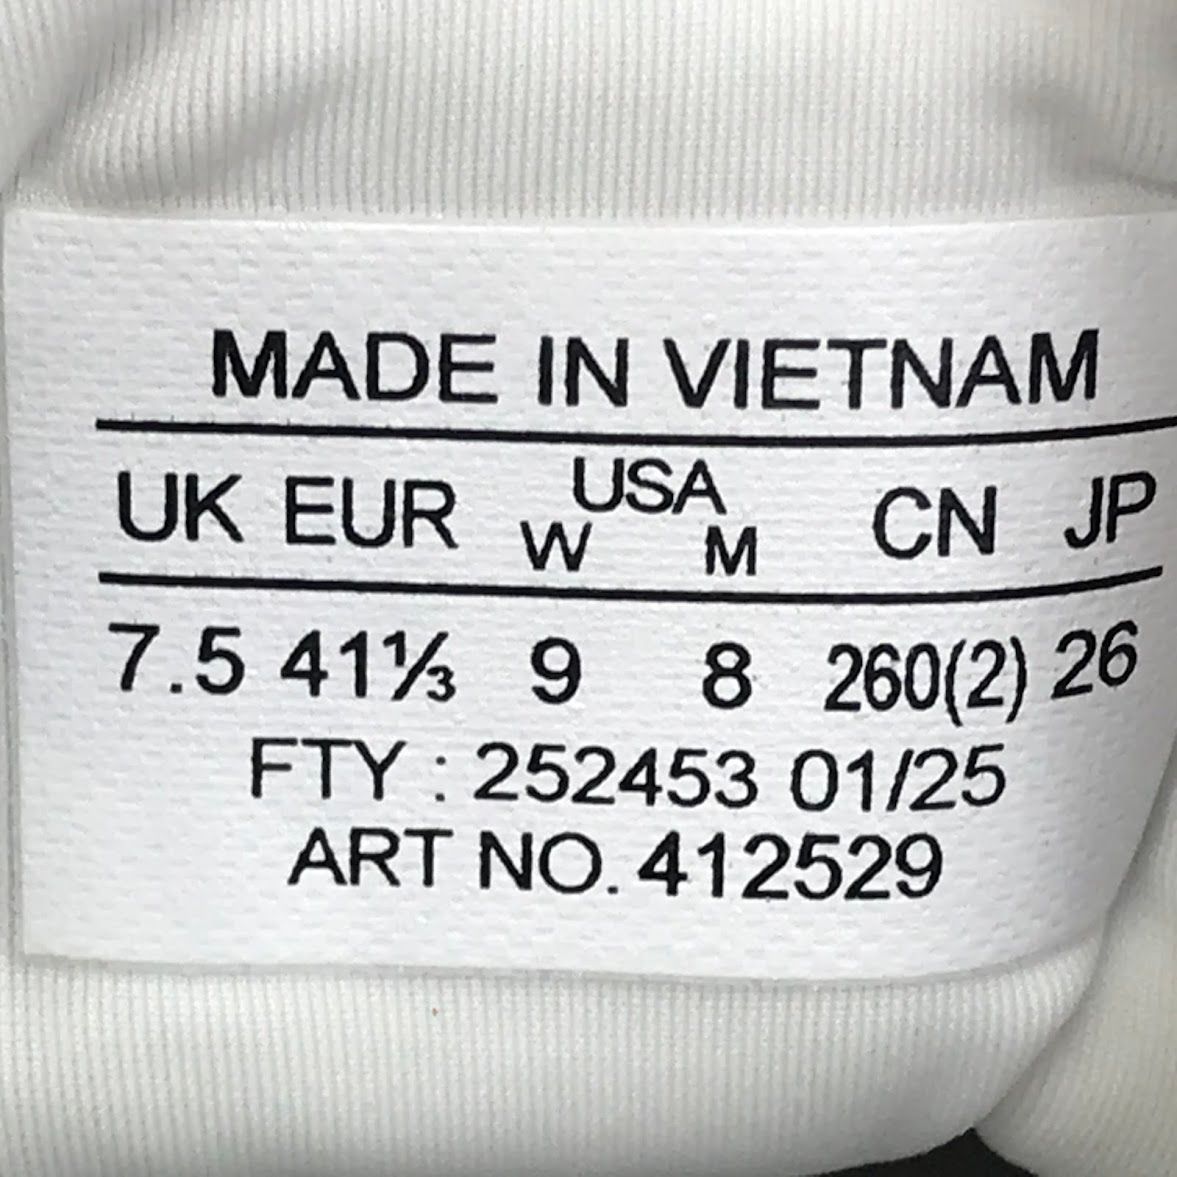 MADE IN VIETNAM
UK EUR USA CN JP
W M
7.5 41⅓ 9 8 260(2) 26
FTY : 252453 01/25
ART NO. 412529